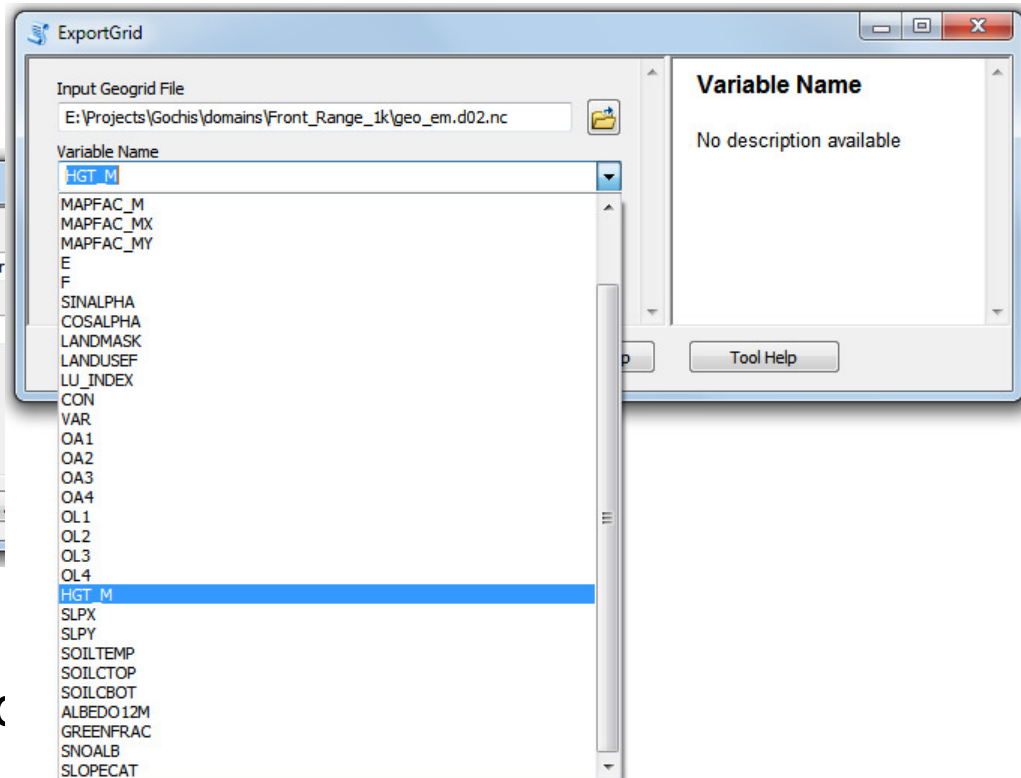 ExportGrid
Input Geogrid File
E:\Projects\Gochis\domains\Front_Range_1k\geo_em.d02.nc
Variable Name
HGT_M
MAPFAC_M
MAPFAC_MX
MAPFAC_MY
E
F
SINALPHA
COSALPHA
LANDMASK
LANDUSEF
LU_INDEX
CON
VAR
OA1
OA2
OA3
OA4
OL1
OL2
OL3
OL4
HGT_M
SLPX
SLPY
SOILTEMP
SOILCTOP
SOILCBOT
ALBEDO12M
GREENFRAC
SNOALB
SLOPECAT
Variable Name
No description available
Tool Help